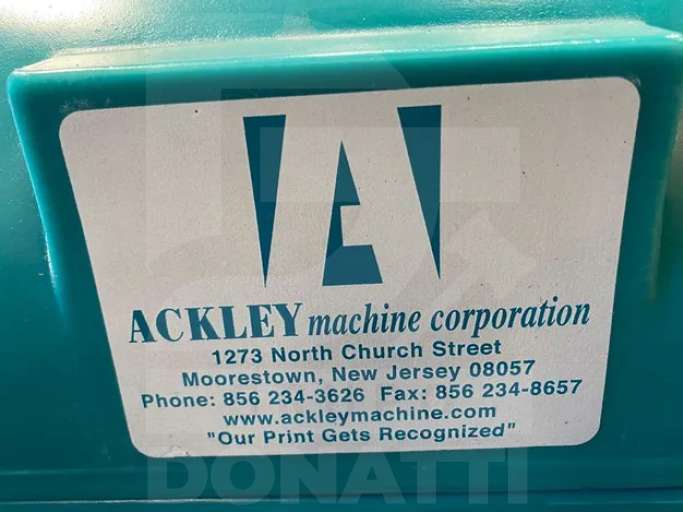 A
ACKLEY machine corporation
1273 North Church Street
Moorestown, New Jersey 08057
Phone: 856 234-3626 Fax: 856 234-8657
www.ackleymachine.com
"Our Print Gets Recognized"
DONATTI